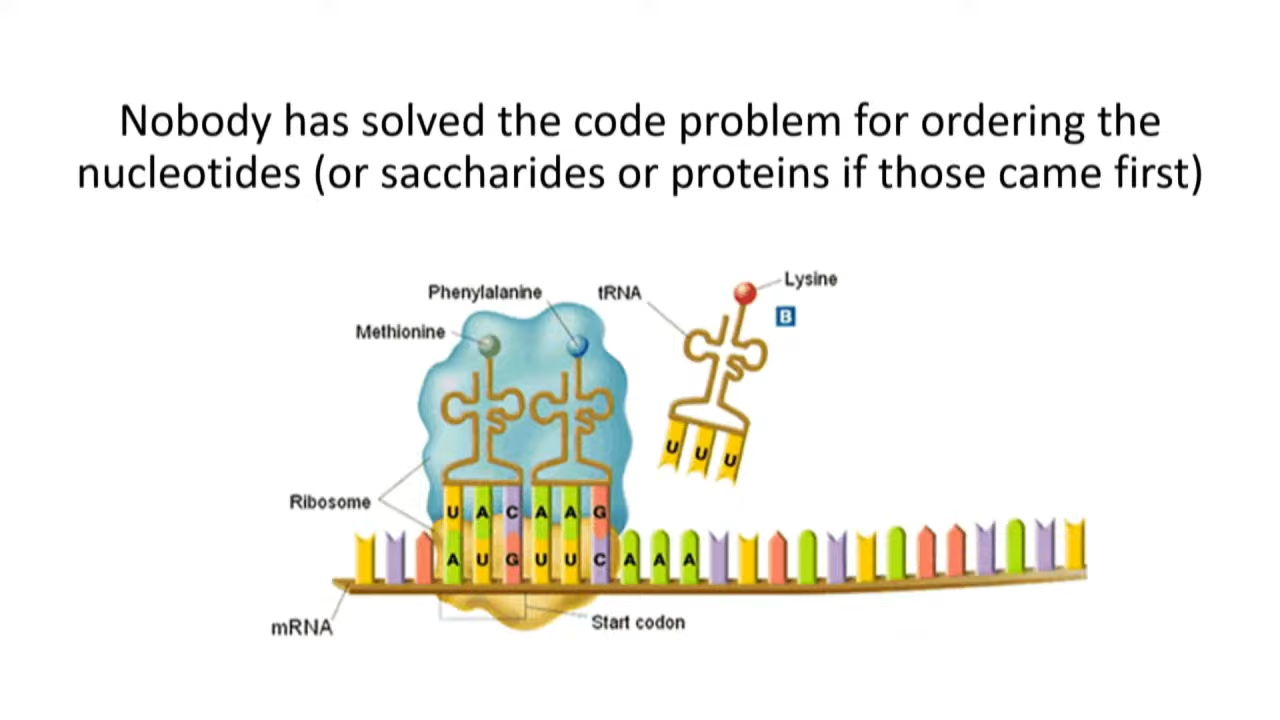 Nobody has solved the code problem for ordering the
nucleotides (or saccharides or proteins if those came first)
Lysine
Phenylalanine
tRNA
B
Methionine
U U U
Ribosome
U A C A A G
A U G U U C A A A
mRNA
Start codon